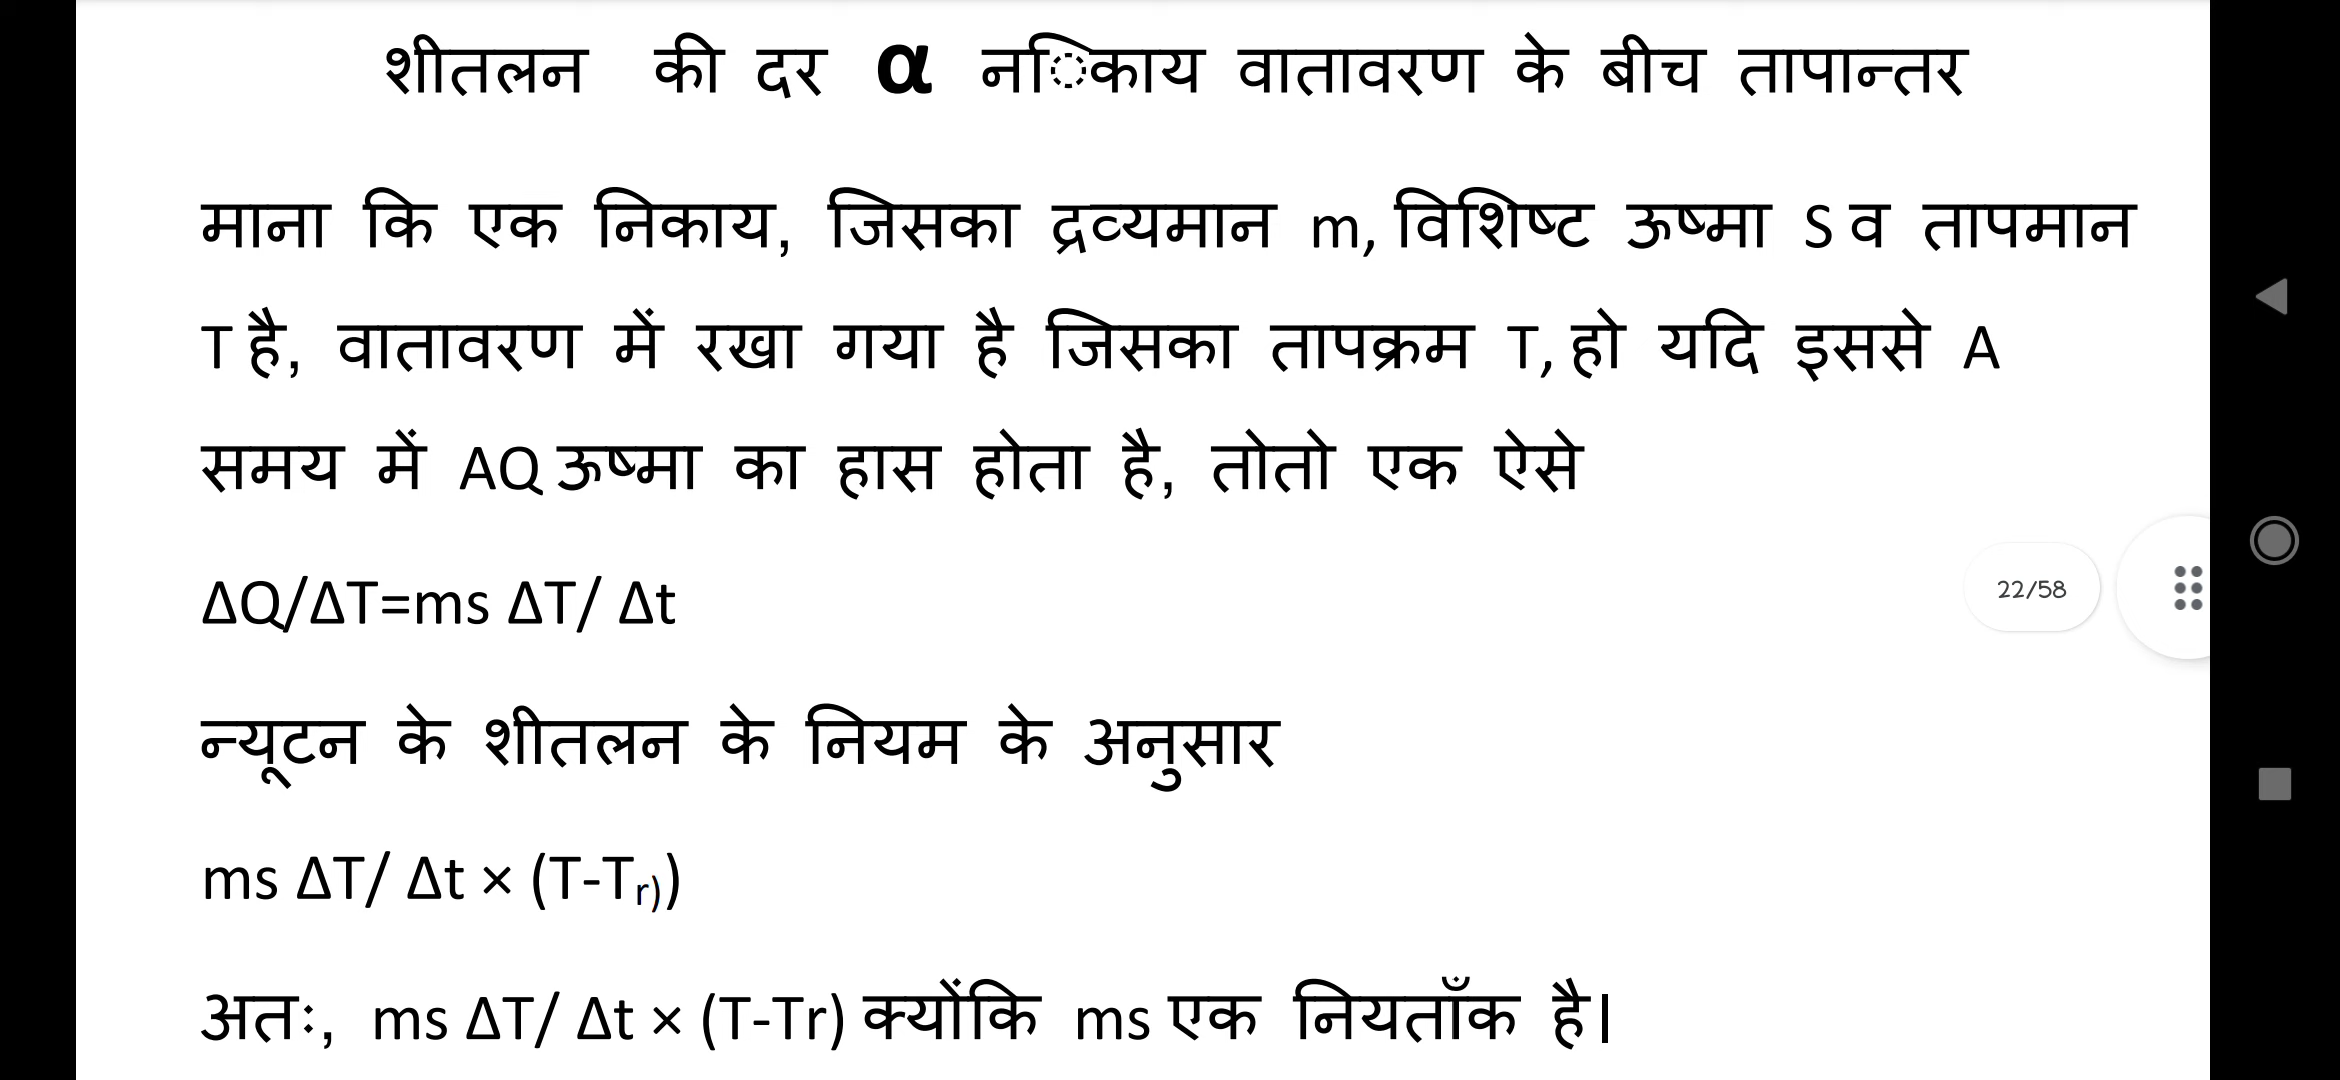 शीतलन की दर α नििकाय वातावरण के बीच तापान्तर
माना कि एक निकाय, जिसका द्रव्यमान m, विशिष्ट ऊष्मा S व तापमान
T है, वातावरण में रखा गया है जिसका तापक्रम T, हो यदि इससे A
समय में AQ ऊष्मा का हास होता है, तोतो एक ऐसे
ΔQ/ΔT=ms ΔT/ Δt
22/58
न्यूटन के शीतलन के नियम के अनुसार
ms ΔT/ Δt × (T-Tr))
अतः, ms ΔT/ Δt × (T-Tr) क्योंकि ms एक नियताँक है।